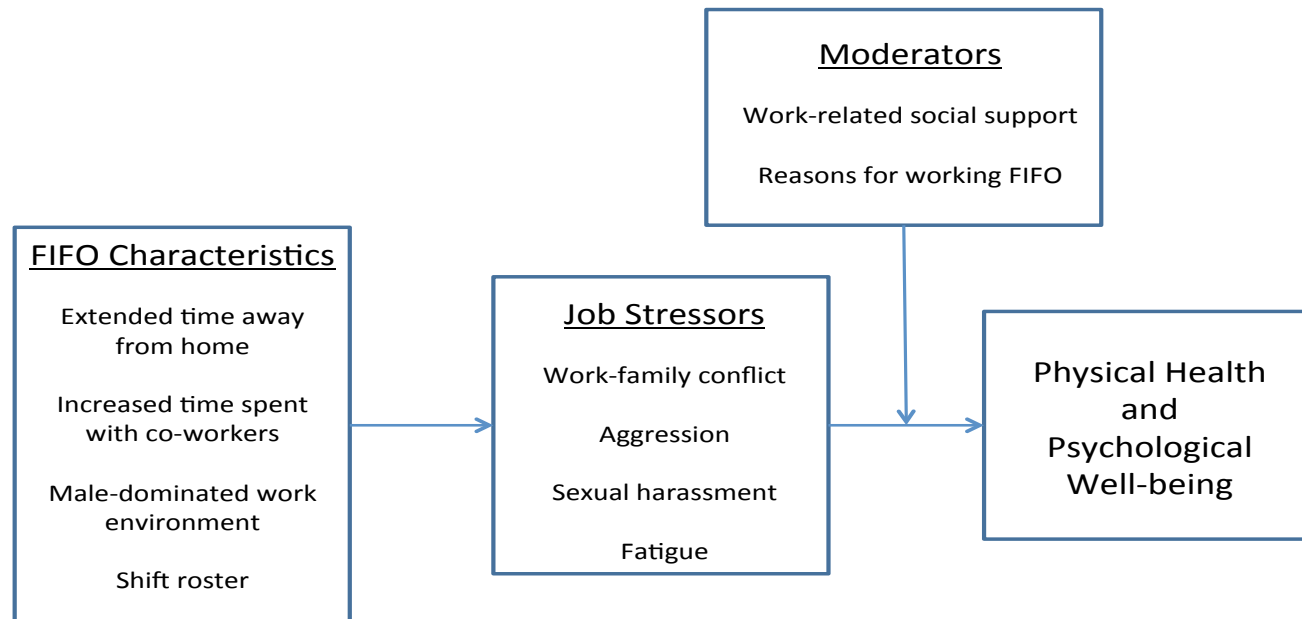 Moderators
Work-related social support
Reasons for working FIFO
FIFO Characteristics
Extended time away
from home
Increased time spent
with co-workers
Male-dominated work
environment
Shift roster
Job Stressors
Work-family conflict
Aggression
Sexual harassment
Fatigue
Physical Health
and
Psychological
Well-being